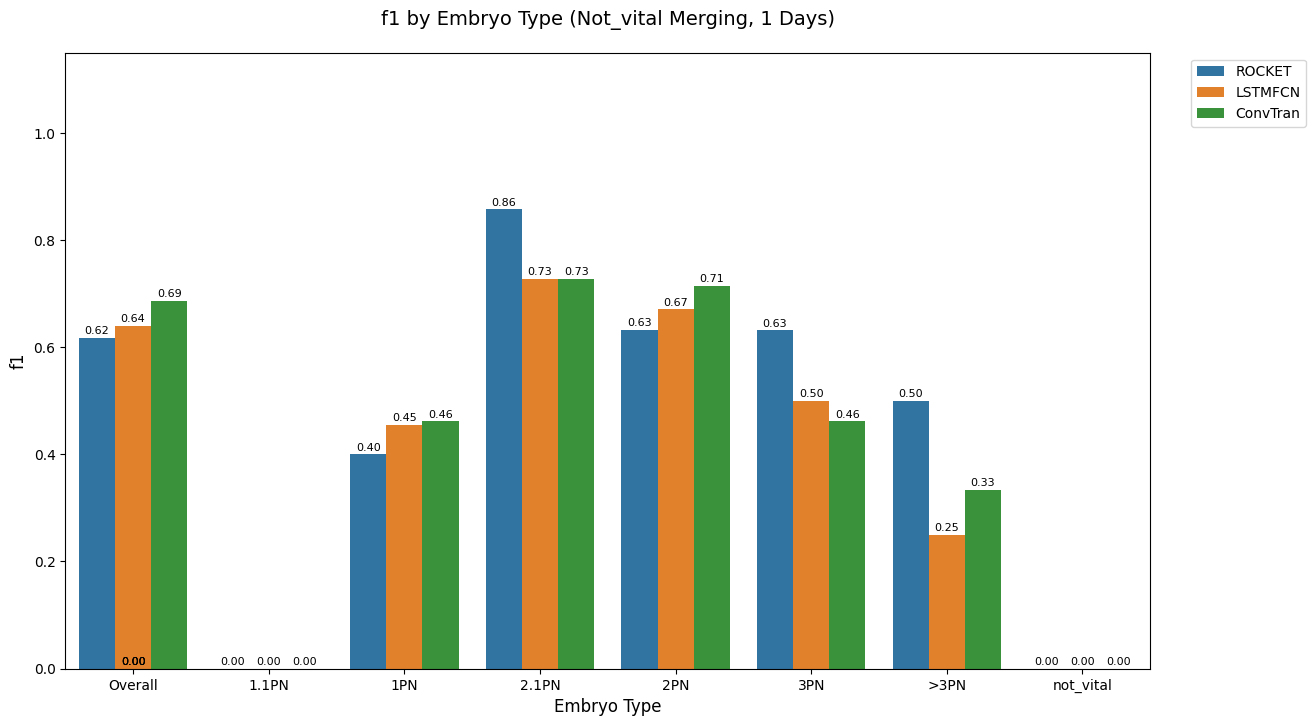 f1 by Embryo Type (Not_vital Merging, 1 Days)
ROCKET
LSTMFCN
ConvTran
f1
1.0
0.8
0.6
0.4
0.2
0.0
0.62 0.64 0.69
0.00
0.00 0.00 0.00
0.40 0.45 0.46
0.86 0.73 0.73
0.63 0.67 0.71
0.63 0.50 0.46
0.50 0.25 0.33
0.00 0.00 0.00
Overall 1.1PN 1PN 2.1PN 2PN 3PN >3PN not_vital
Embryo Type